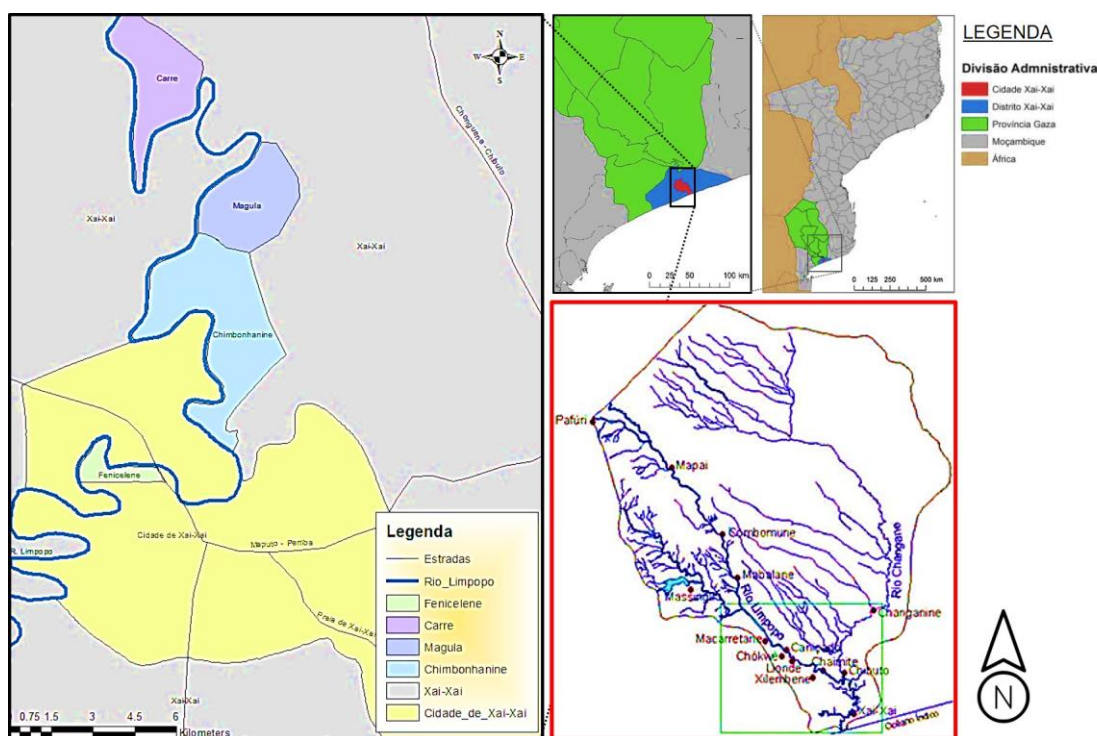 Carre
Magula
Xai-Xai
Xai-Xai
Changuene - Chibuto
Chimbonhanine
Fenicelene
Cidade de Xai-Xai
R. Limpopo
Maputo - Pemba
Praia de Xai-Xai
Xai-Xai
N
W
E
S
0.75 1.5 3 4.5 6
Kilometers
Legenda
Estradas
Rio_Limpopo
Fenicelene
Carre
Magula
Chimbonhanine
Xai-Xai
Cidade_de_Xai-Xai
0 25 50 100 km
0 125 250 500 km
LEGENDA
Divisão Admnistrativa
Cidade Xai-Xai
Distrito Xai-Xai
Província Gaza
Moçambique
África
Pafúri
Mapai
Combomune
Mabalane
Massingir
Rio Limpopo
Rio Changane
Changanine
Macarretane
Caniçado
Chókwè
Lionde
Chaimite
Chibuto
Xilembene
Xai-Xai
Oceano Índico
N